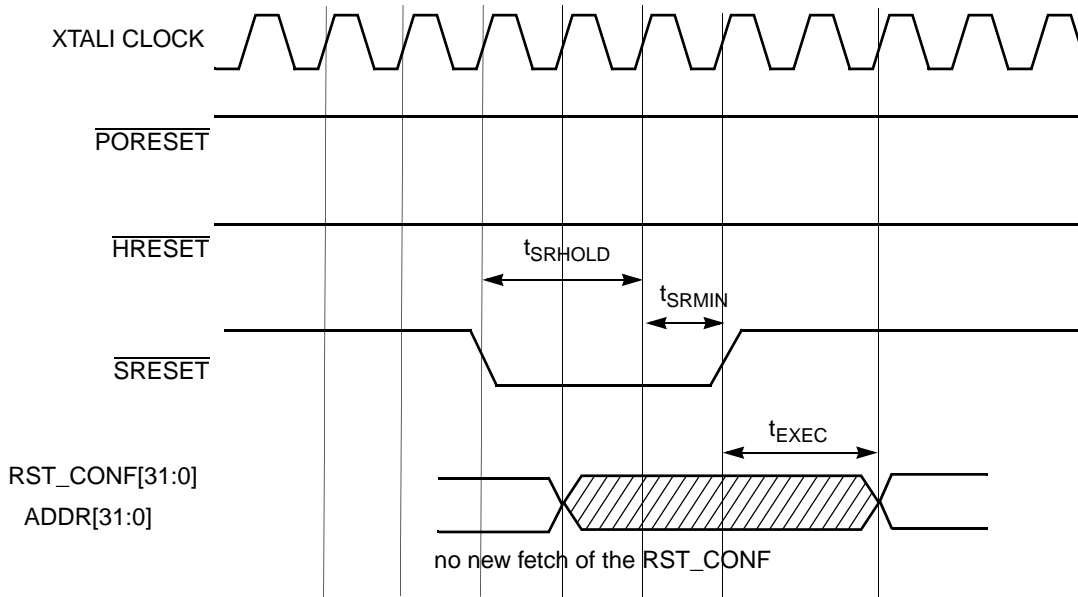 XTALI CLOCK
PORESET
HRESET
tSRHOLD
tSRMIN
SRESET
tEXEC
RST_CONF[31:0]
ADDR[31:0]
no new fetch of the RST_CONF